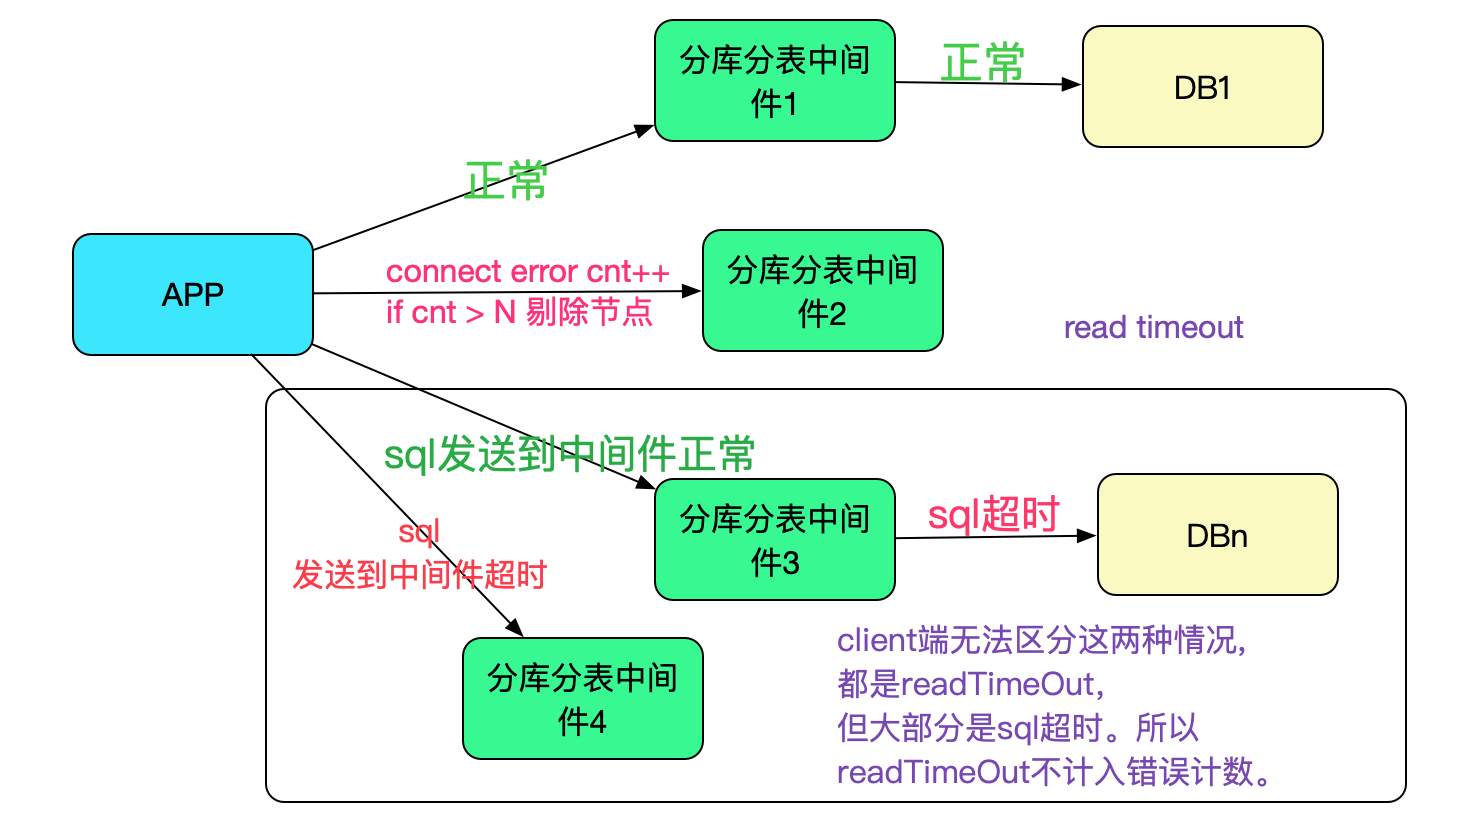 分库分表中间
件1
正常
DB1
正常
APP
connect error cnt++
if cnt > N 剔除节点
分库分表中间
件2
read timeout
sql发送到中间件正常
分库分表中间
件3
sql超时
DBn
sql
发送到中间件超时
分库分表中间
件4
client端无法区分这两种情况，
都是readTimeOut，
但大部分是sql超时。所以
readTimeOut不计入错误计数。